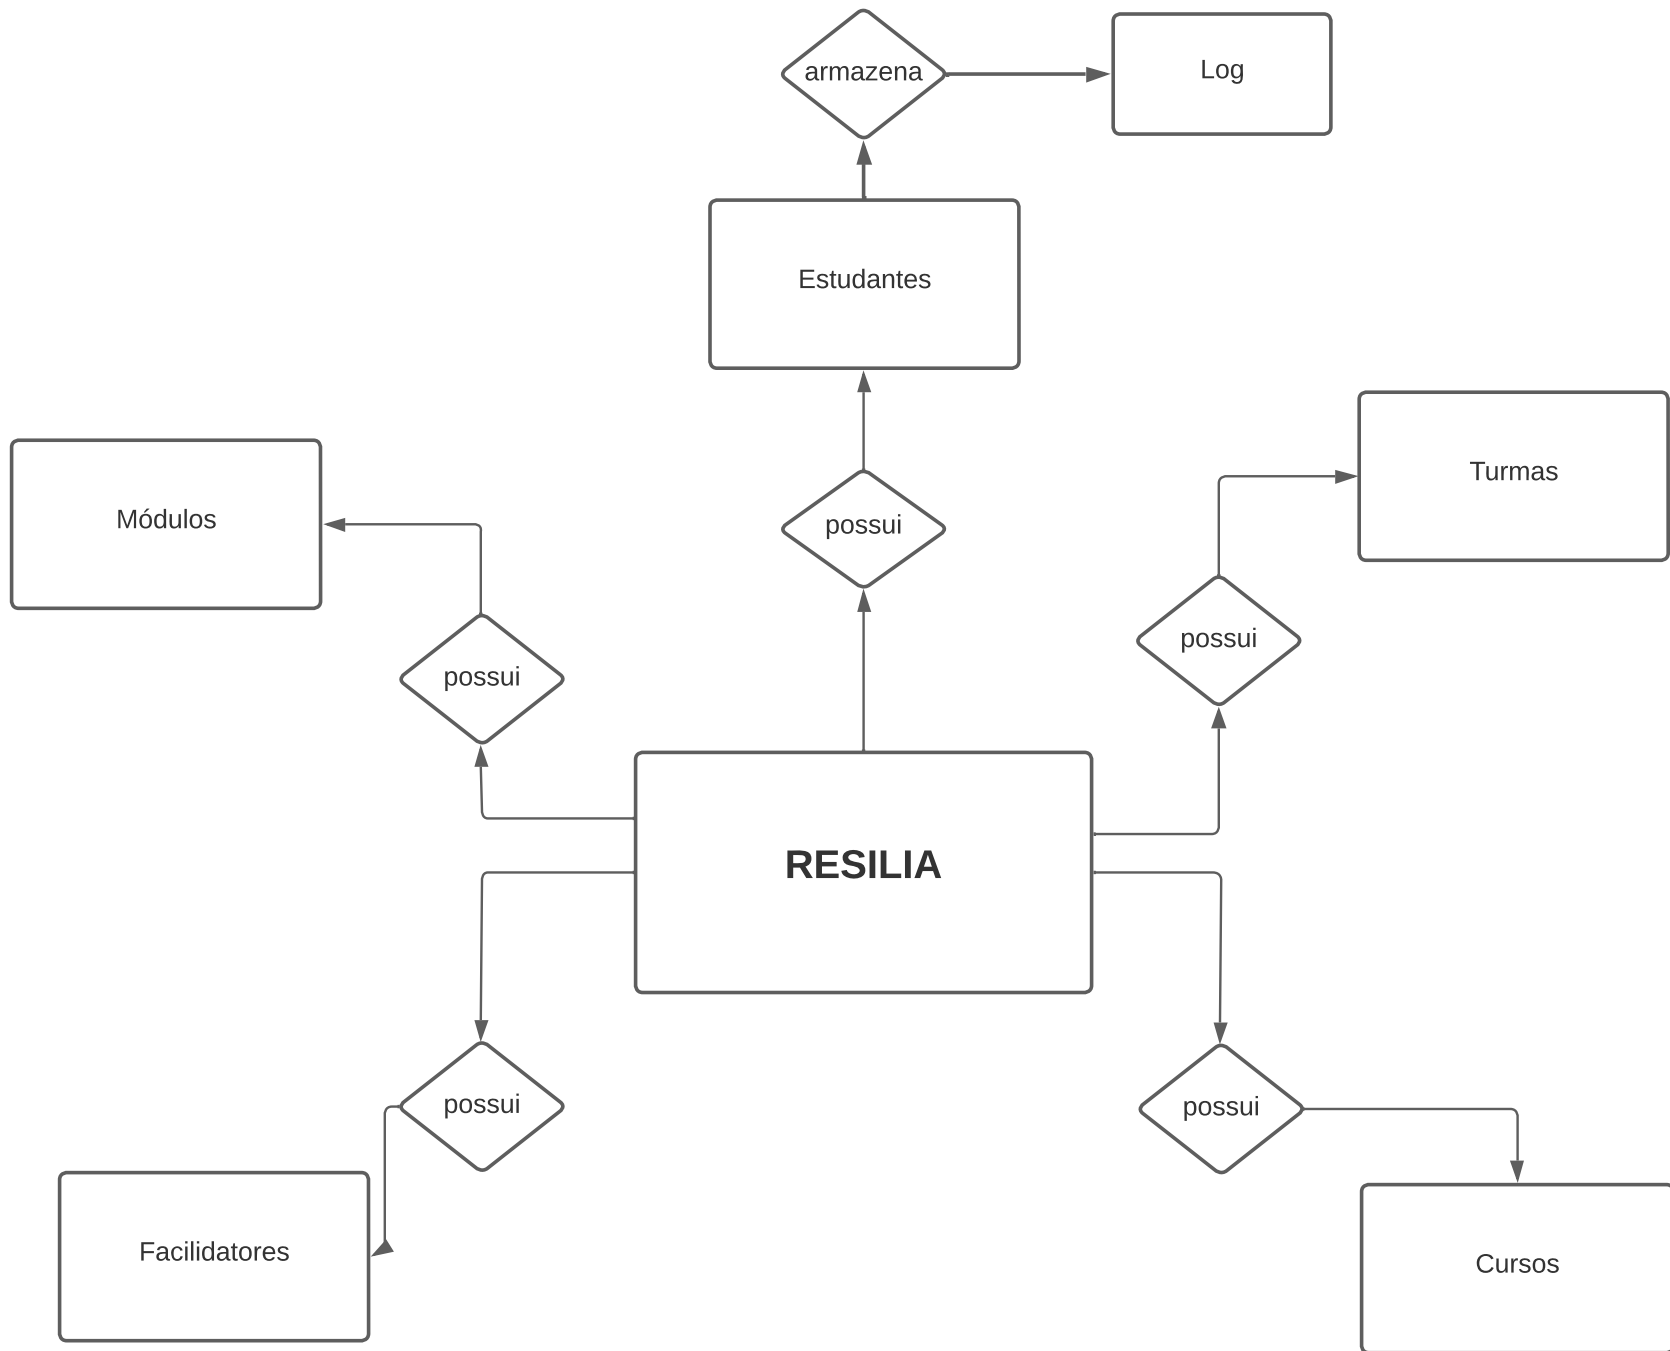 armazena
Log
Estudantes
Turmas
Módulos
possui
possui
possui
RESILIA
possui
possui
Facilidatores
Cursos